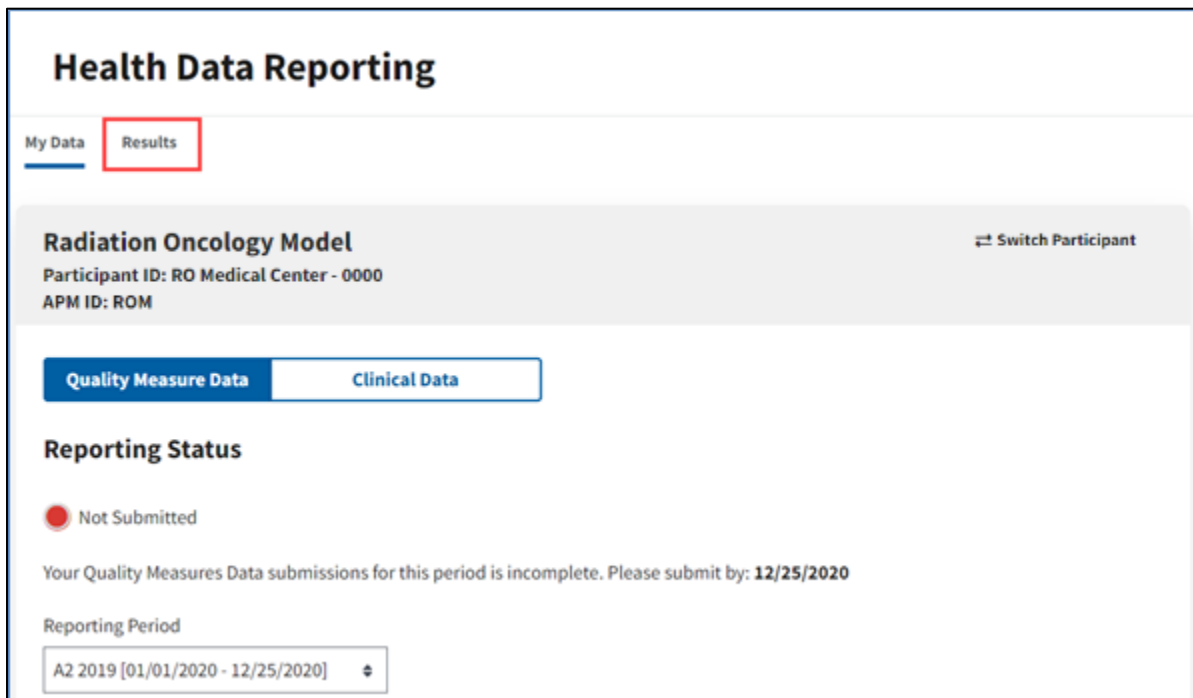 Health Data Reporting
My Data Results
Radiation Oncology Model
Switch Participant
Participant ID: RO Medical Center - 0000
APM ID: ROM
Quality Measure Data Clinical Data
Reporting Status
Not Submitted
Your Quality Measures Data submissions for this period is incomplete. Please submit by: 12/25/2020
Reporting Period
A2 2019 [01/01/2020 - 12/25/2020]